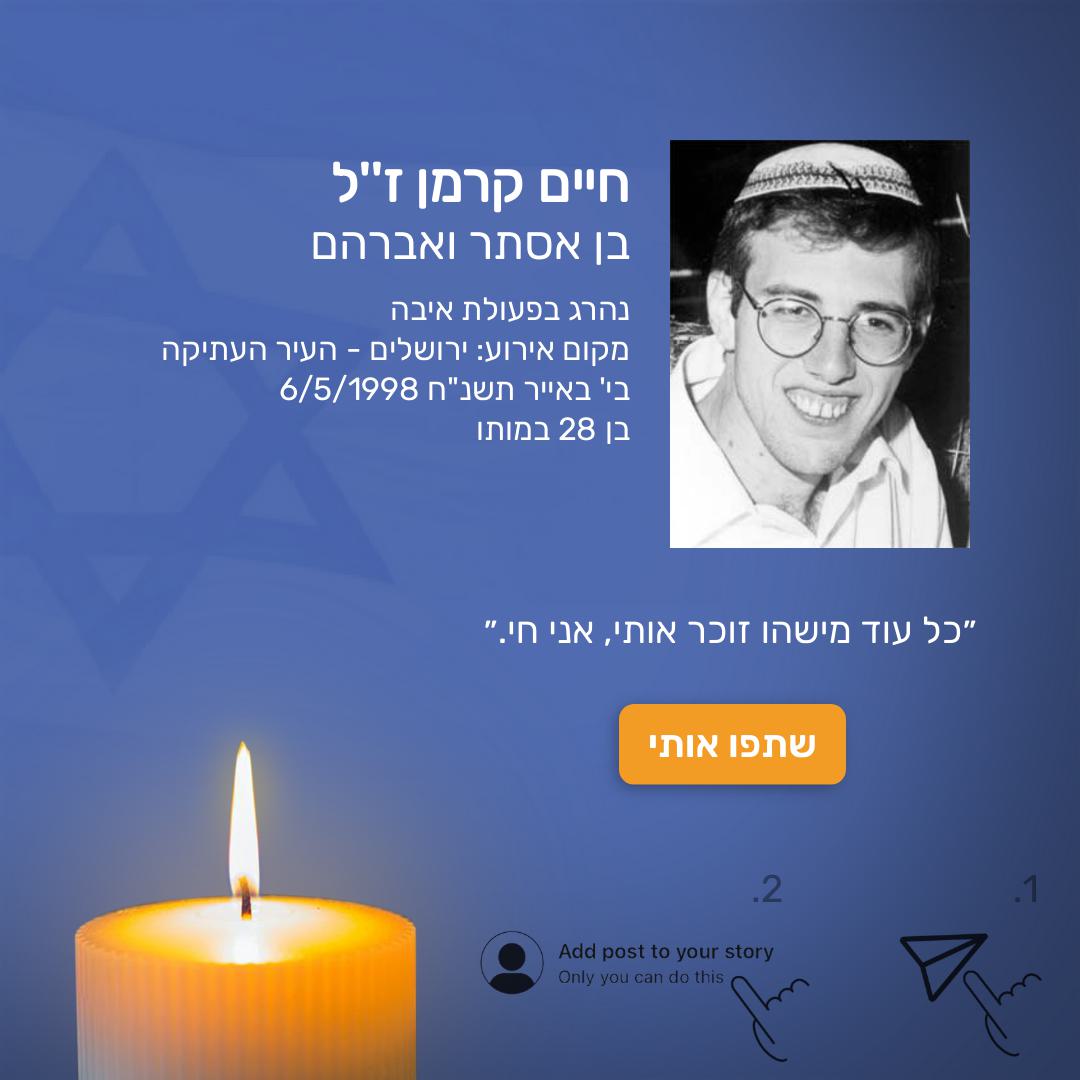 חיים קרמן ז"ל
בן אסתר ואברהם
נהרג בפעולת איבה
מקום אירוע: ירושלים - העיר העתיקה
בי' באייר תשנ"ח 6/5/1998
בן 28 במותו
״כל עוד מישהו זוכר אותי, אני חי.״
שתפו אותי
1.
2.
Add post to your story
Only you can do this